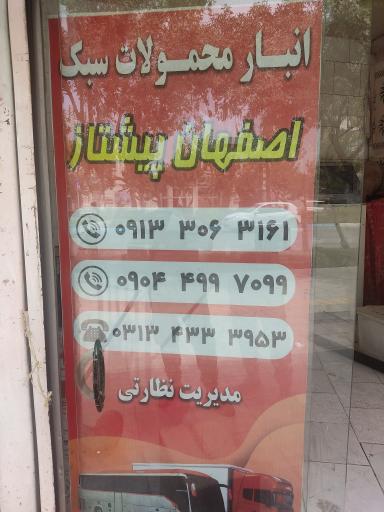 انبار محمولات سبک
اصفهان پیشتاز
۰۹۱۳ ۳۰۶ ۳۱۶۱
۰۹۰۴ ۴۹۹ ۷۰۹۹
۰۳۱۳ ۴۳۳ ۳۹۵۳
مدیریت نظارتی